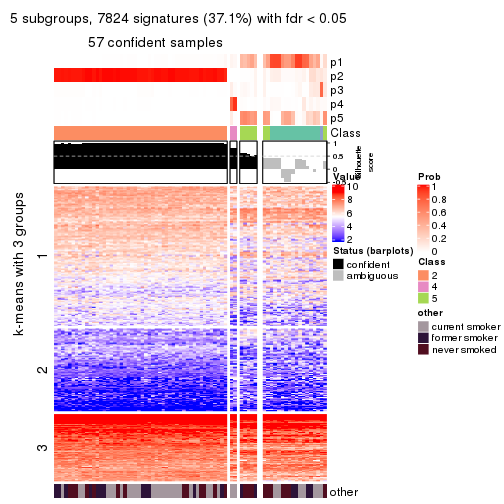 5 subgroups, 7824 signatures (37.1%) with fdr < 0.05
57 confident samples
p1
p2
p3
p4
p5
Class
1
0.5
0
-0.5
Silhouette
score
k-means with 3 groups
1
2
3
other
Value
10
8
6
4
2
Status (barplots)
confident
ambiguous
Prob
1
0.8
0.6
0.4
0.2
0
Class
2
4
5
other
current smoker
former smoker
never smoked